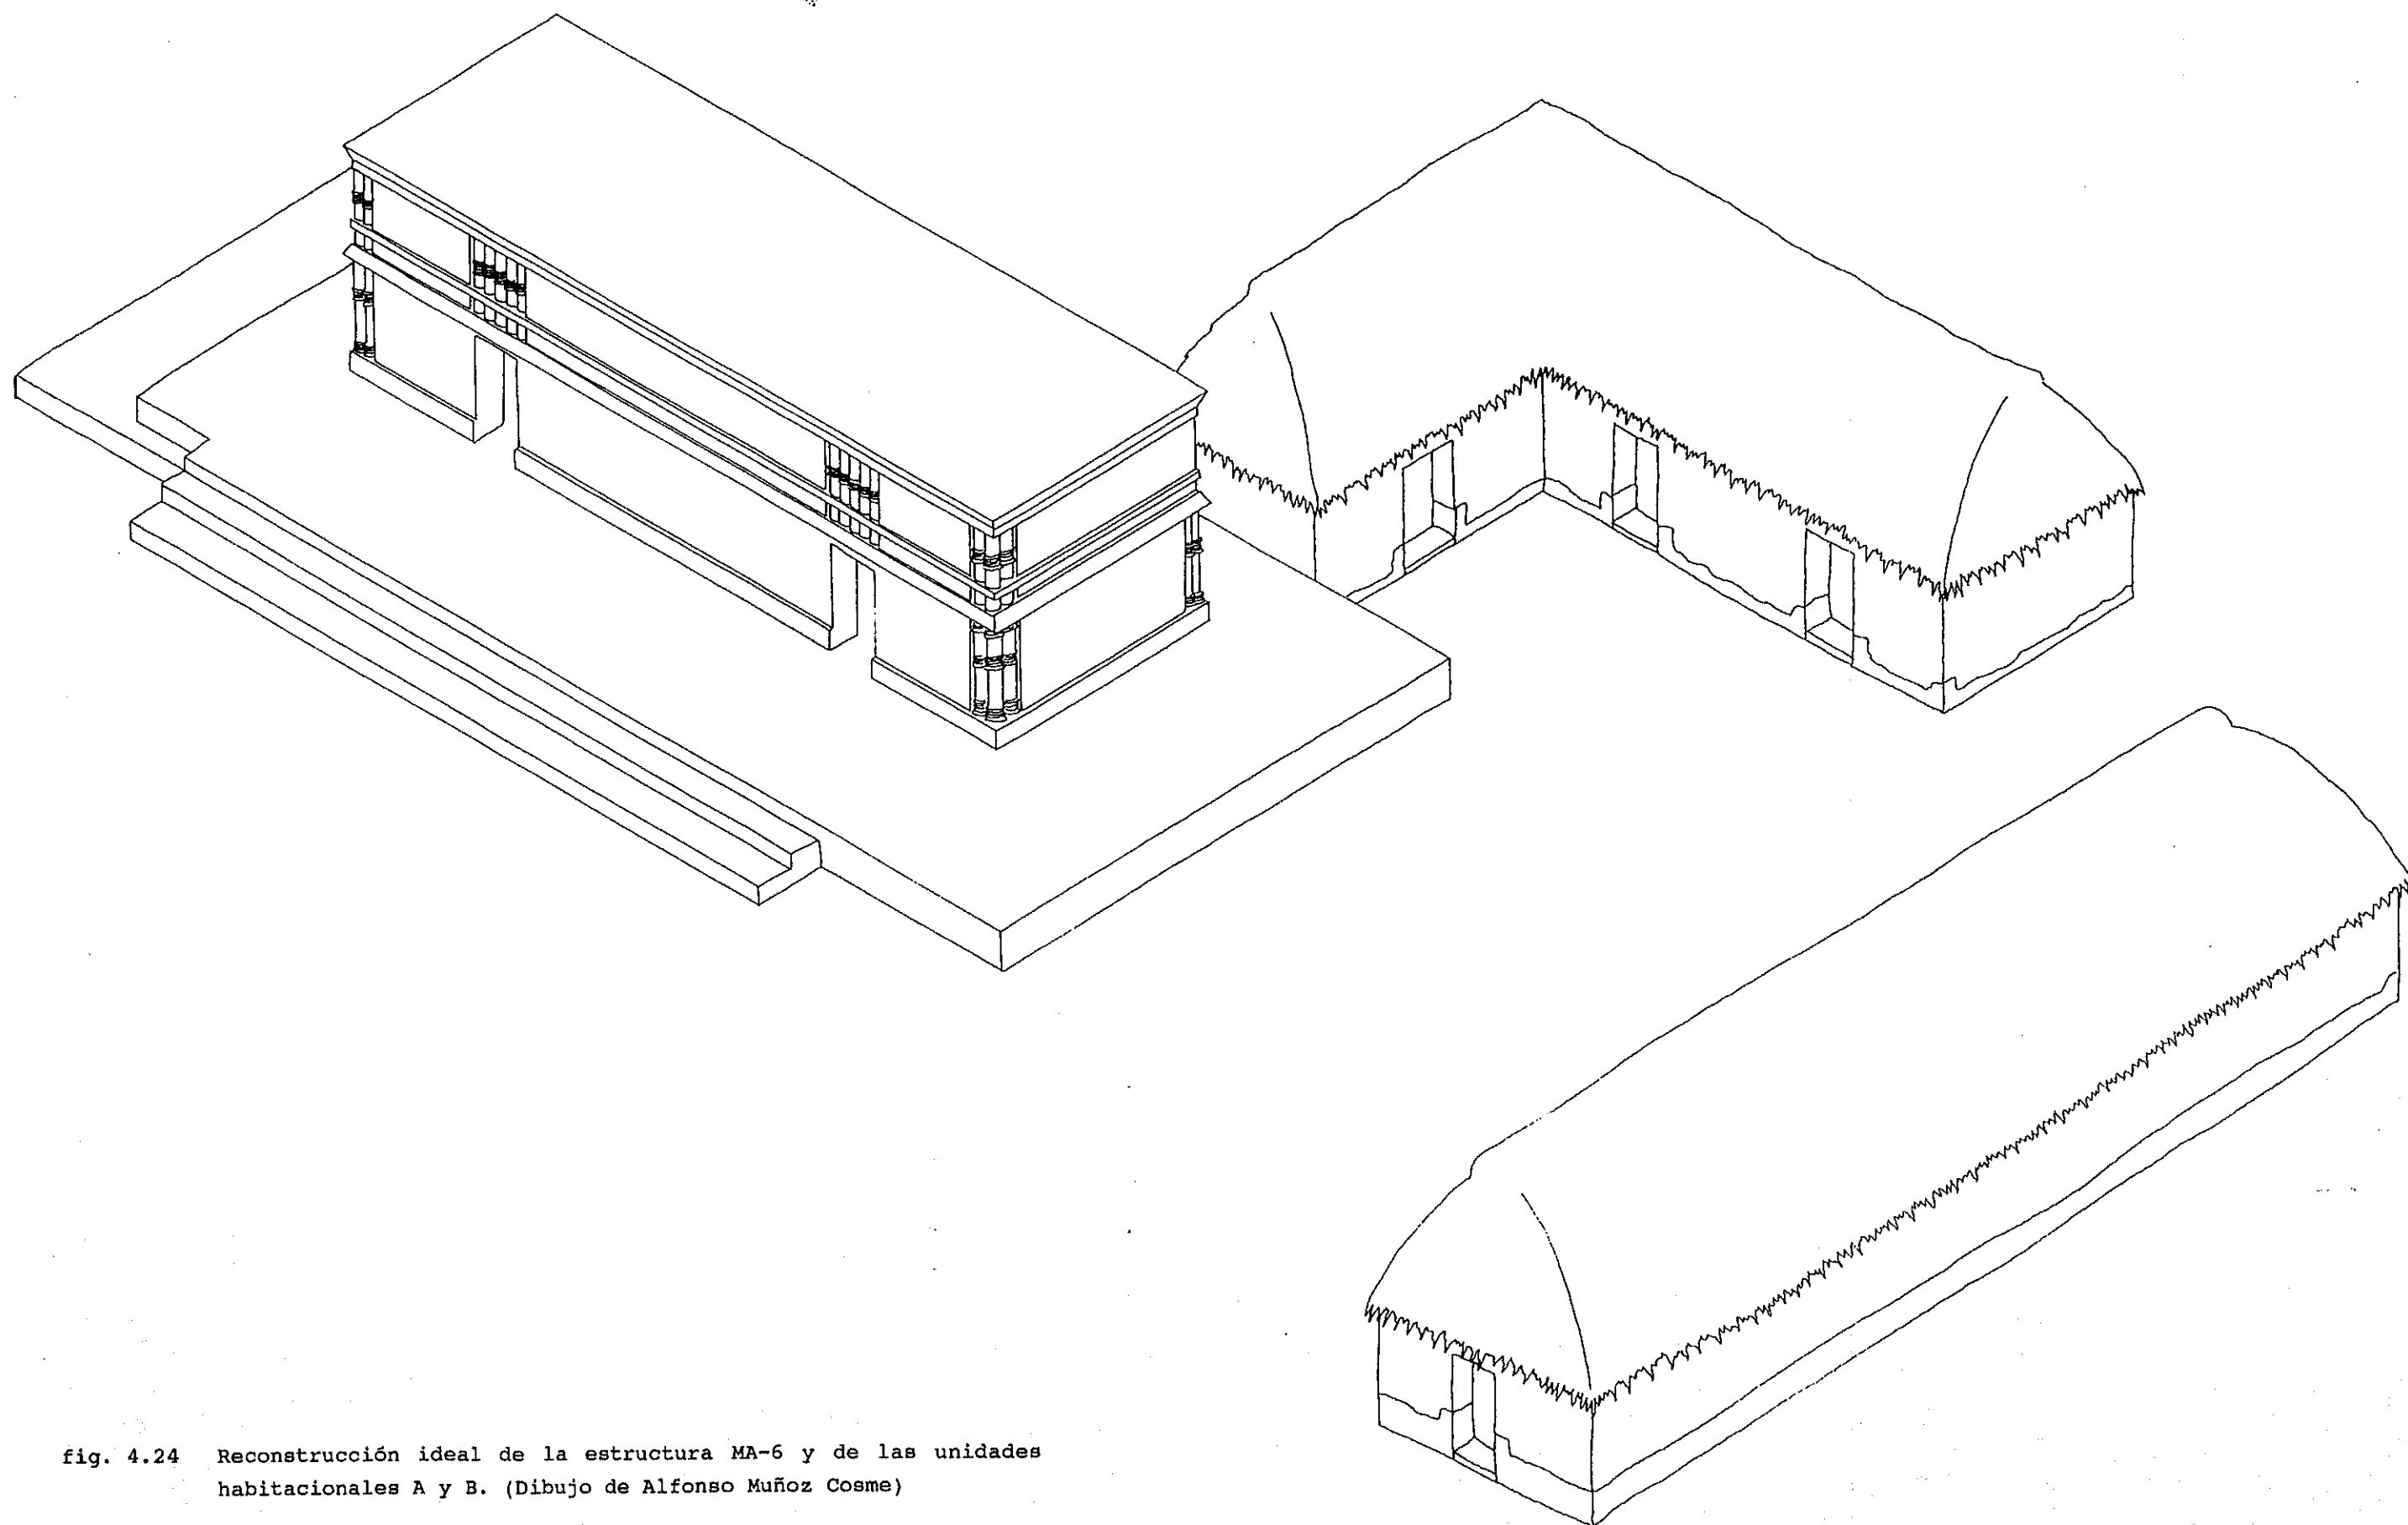 fig. 4.24 Reconstrucción ideal de la estructura MA-6 y de las unidades
habitacionales A y B. (Dibujo de Alfonso Muñoz Cosme)